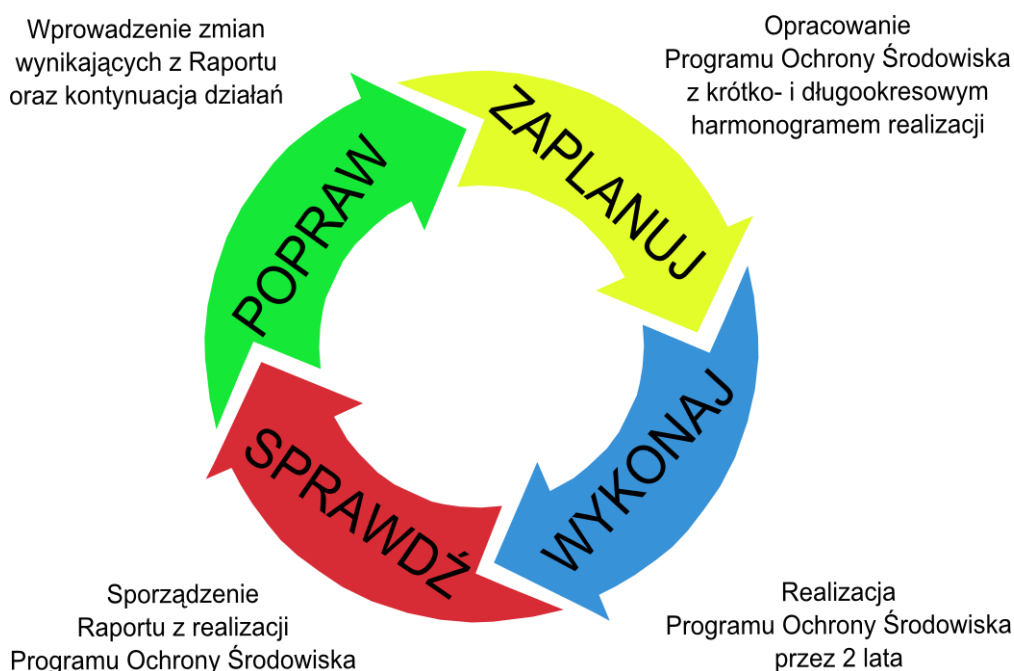 Wprowadzenie zmian
wynikających z Raportu
oraz kontynuacja działań
Opracowanie
Programu Ochrony Środowiska
z krótko- i długookresowym
harmonogramem realizacji
POPRAW
ZAPLANUJ
SPRAWDŹ
WYKONAJ
Sporządzenie
Raportu z realizacji
Programu Ochrony Środowiska
Realizacja
Programu Ochrony Środowiska
przez 2 lata